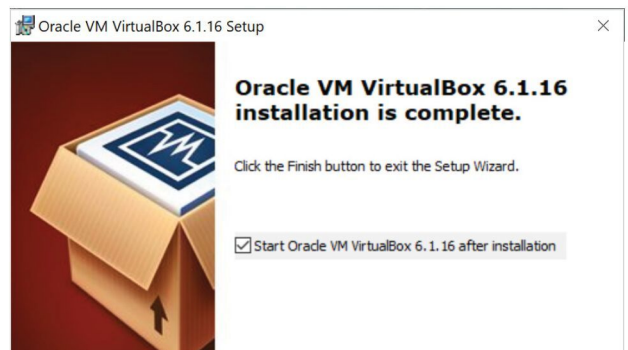 Oracle VM VirtualBox 6.1.16 Setup
Oracle VM VirtualBox 6.1.16
installation is complete.
Click the Finish button to exit the Setup Wizard.
Start Oracle VM VirtualBox 6.1.16 after installation